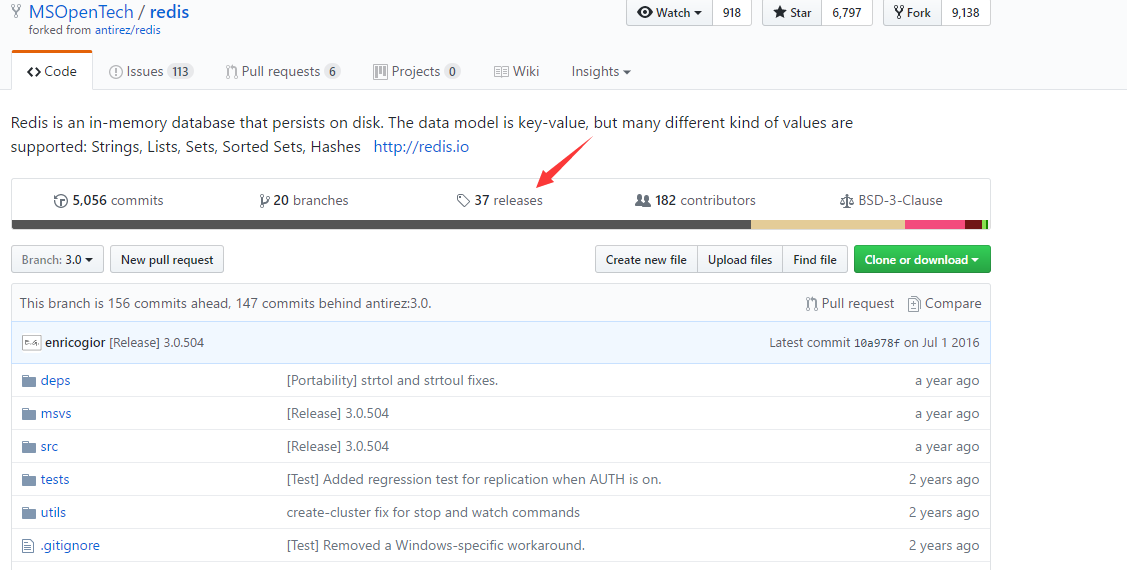 MSOpenTech / redis
Watch 918 Star 6,797 Fork 9,138
forked from antirez/redis
Code Issues 113 Pull requests 6 Projects 0 Wiki Insights
Redis is an in-memory database that persists on disk. The data model is key-value, but many different kind of values are
supported: Strings, Lists, Sets, Sorted Sets, Hashes http://redis.io
5,056 commits 20 branches 37 releases 182 contributors BSD-3-Clause
Branch: 3.0 New pull request Create new file Upload files Find file Clone or download
This branch is 156 commits ahead, 147 commits behind antirez:3.0. Pull request Compare
enricogior [Release] 3.0.504 Latest commit 10a978f on Jul 1 2016
deps [Portability] strtol and strtoul fixes. a year ago
msvs [Release] 3.0.504 a year ago
src [Release] 3.0.504 a year ago
tests [Test] Added regression test for replication when AUTH is on. 2 years ago
utils create-cluster fix for stop and watch commands 2 years ago
.gitignore [Test] Removed a Windows-specific workaround. 2 years ago